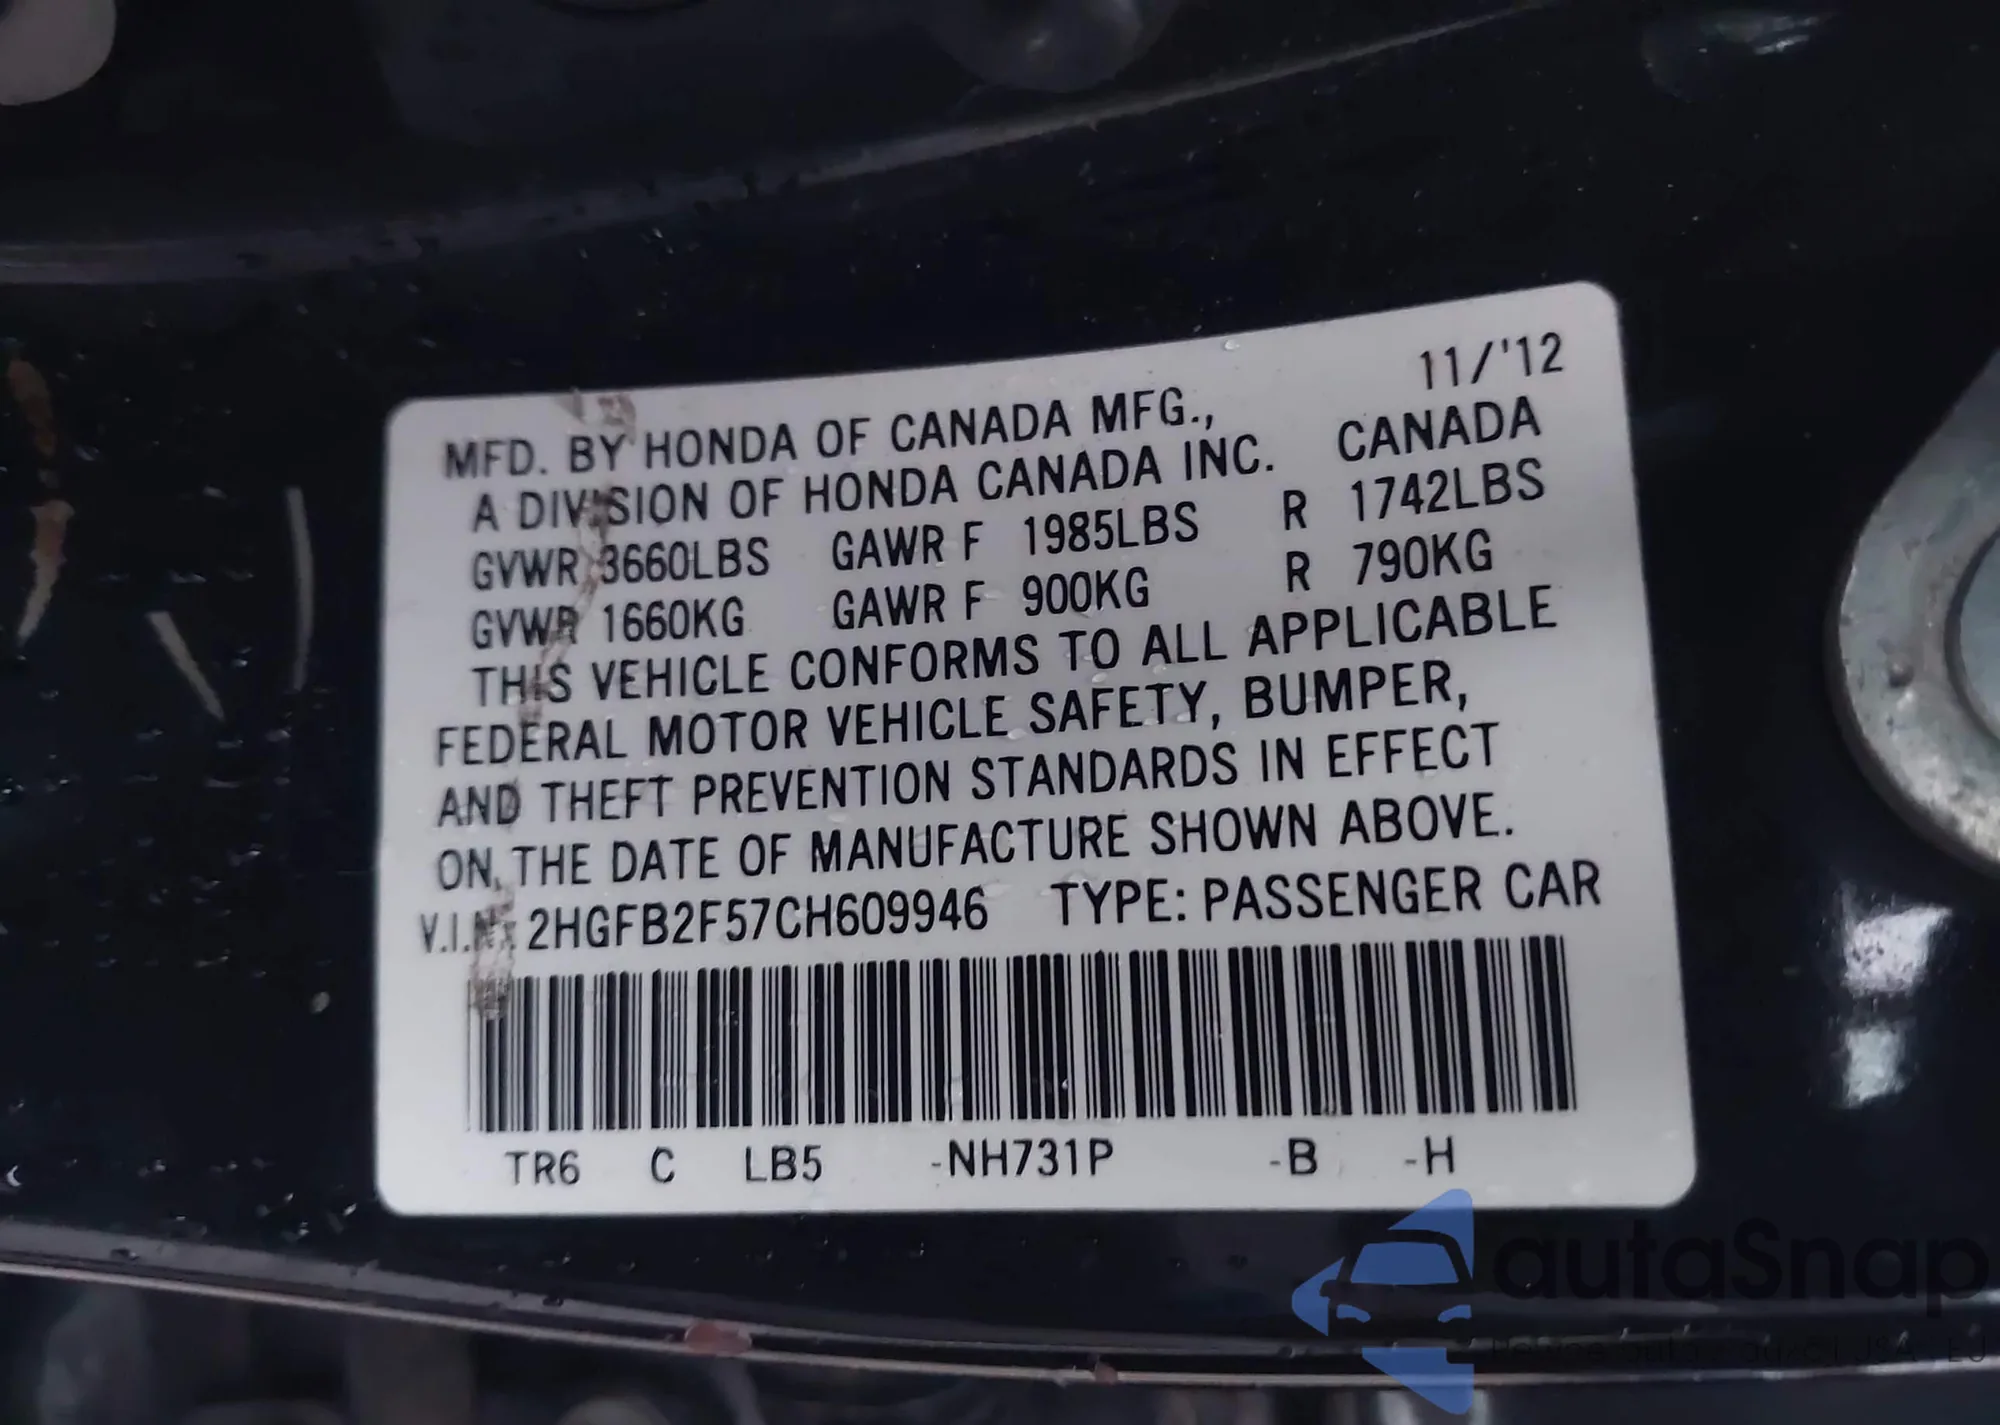 11/'12
MFD. BY HONDA OF CANADA MFG.,
A DIVISION OF HONDA CANADA INC. CANADA
GVWR 3660LBS GAWR F 1985LBS R 1742LBS
GVWR 1660KG GAWR F 900KG R 790KG
THIS VEHICLE CONFORMS TO ALL APPLICABLE
FEDERAL MOTOR VEHICLE SAFETY, BUMPER,
AND THEFT PREVENTION STANDARDS IN EFFECT
ON THE DATE OF MANUFACTURE SHOWN ABOVE.
V.I.N: 2HGFB2F57CH609946 TYPE: PASSENGER CAR
TR6 C LB5 -NH731P -B -H
autaSnap